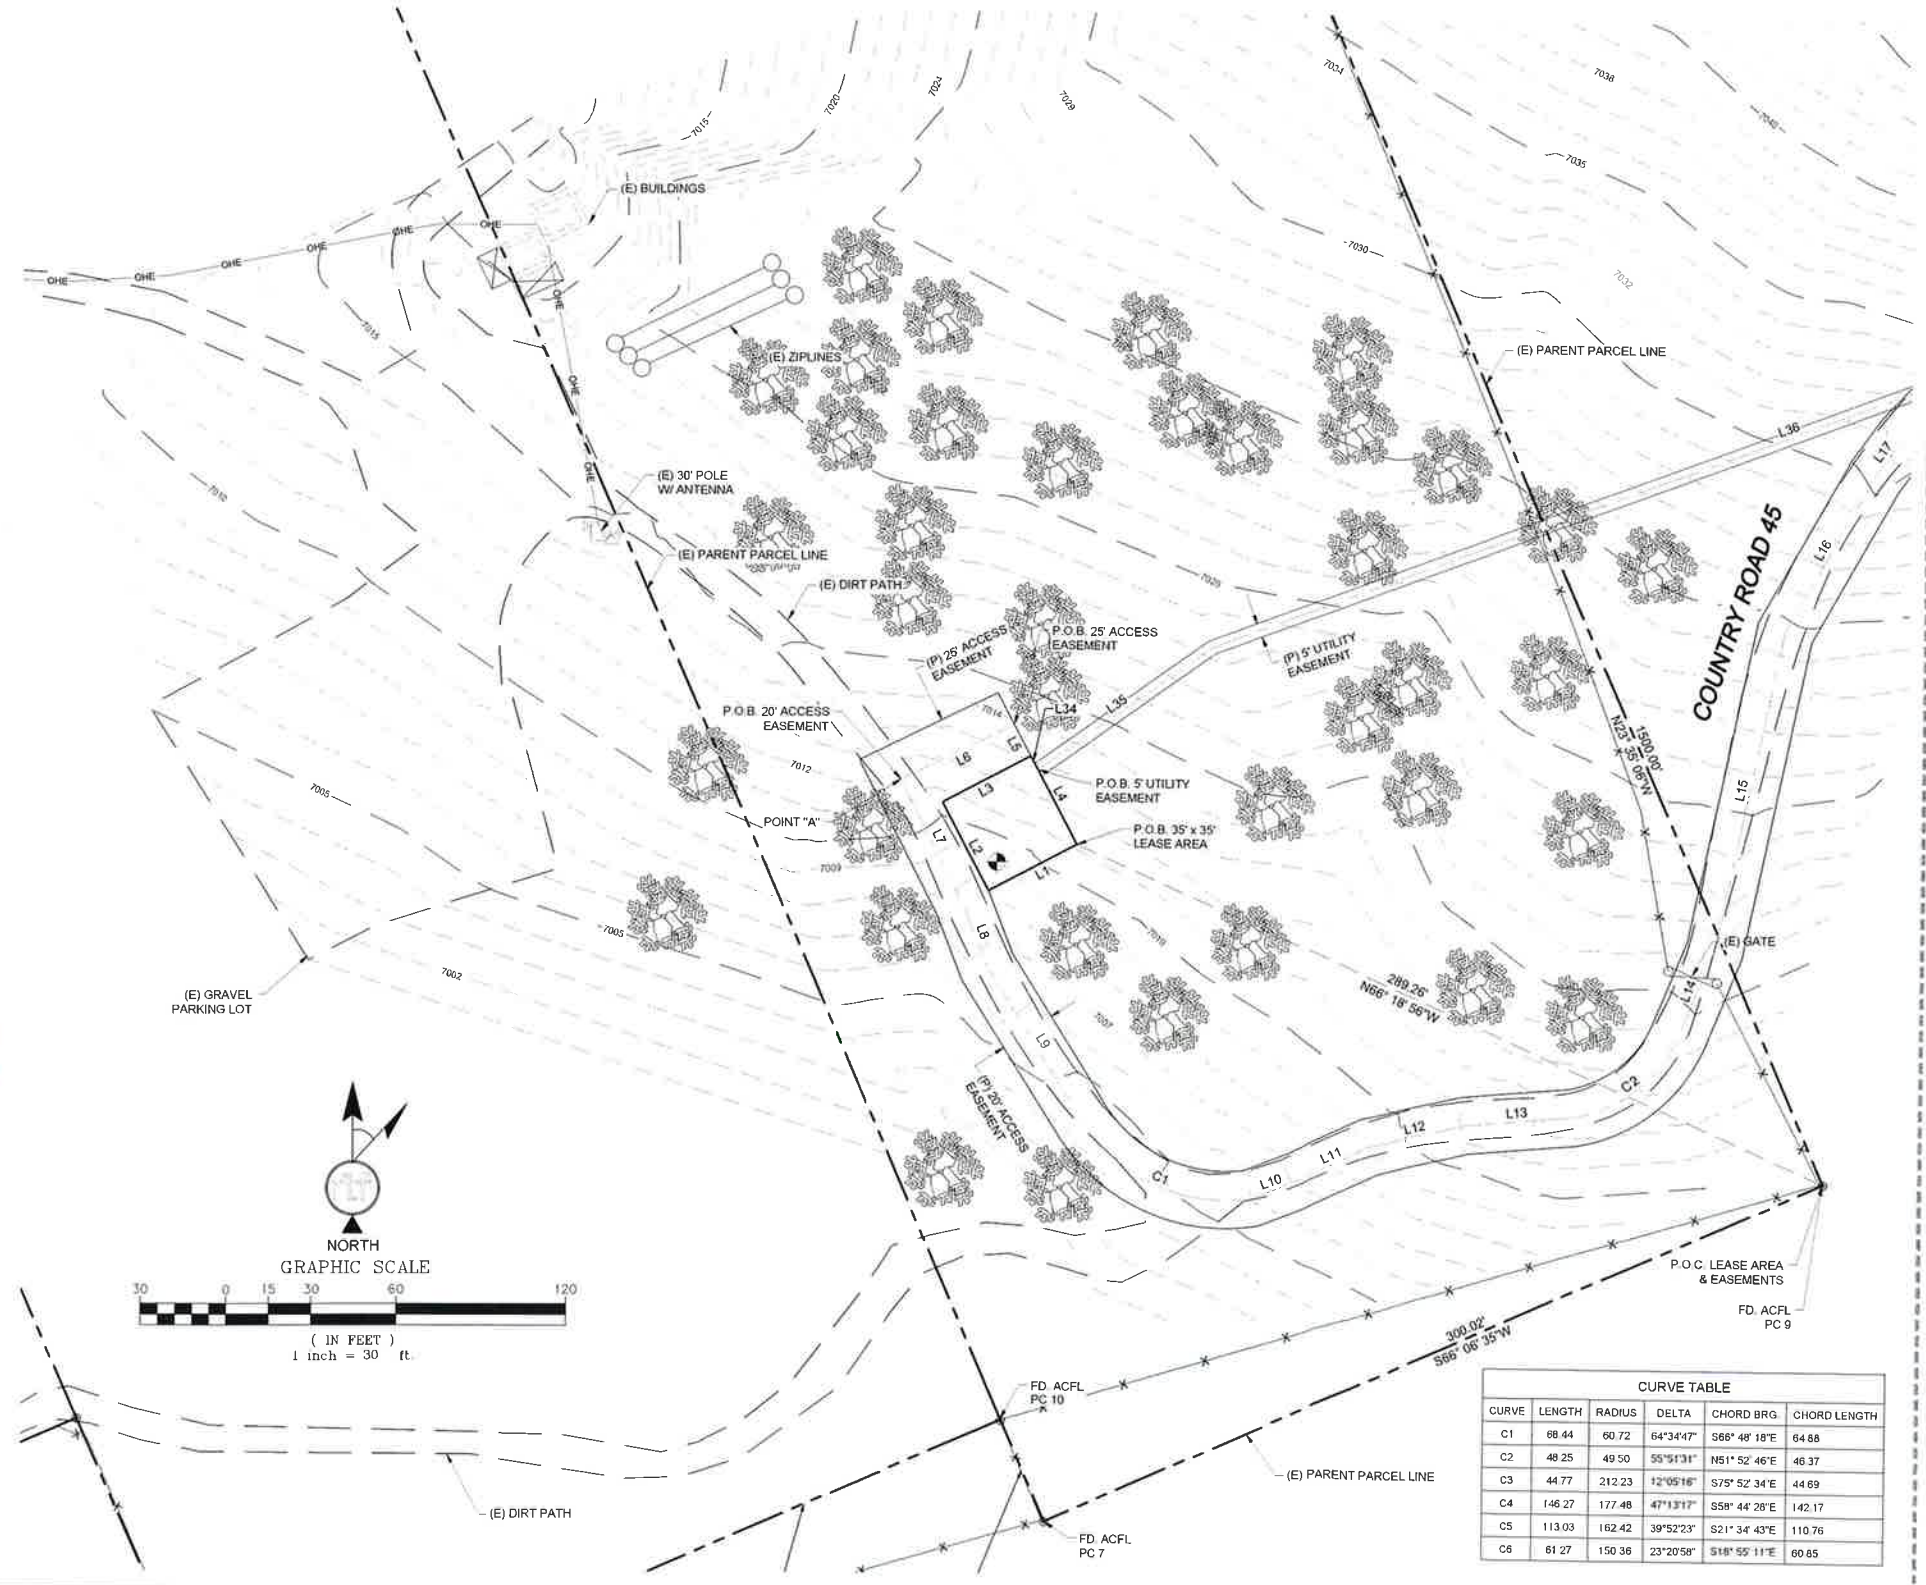 7034
7038
7040
7015
7020
7024
7029
7035
(E) BUILDINGS
OHE
OHE
OHE
OHE
OHE
OHE
OHE
OHE
OHE
7030
7032
7015
(E) ZIPLINES
(E) PARENT PARCEL LINE
L36
L17
7010
(E) 30' POLE
W/ ANTENNA
COUNTRY ROAD 45
L16
(E) PARENT PARCEL LINE
(E) DIRT PATH
7025
(P) 25' ACCESS
EASEMENT
P.O.B. 25' ACCESS
EASEMENT
(P) 5' UTILITY
EASEMENT
P.O.B. 20' ACCESS
EASEMENT
7014
L34
L35
1500.00'
N23° 35' 06"W
L5
L6
7012
7005
L3
L4
P.O.B. 5' UTILITY
EASEMENT
L15
POINT "A"
L7
L2
P.O.B. 35' x 35'
LEASE AREA
7009
L1
7005
L8
7010
(E) GATE
7002
(E) GRAVEL
PARKING LOT
289.26'
N66° 18' 56"W
L14
7007
L9
(P) 20' ACCESS
EASEMENT
C2
L13
L12
L11
L10
C1
NORTH
GRAPHIC SCALE
30 0 15 30 60 120
( IN FEET )
1 inch = 30 ft.
P.O.C. LEASE AREA
& EASEMENTS
FD. ACFL
PC 9
300.02'
S66° 06' 35"W
FD. ACFL
PC 10
(E) PARENT PARCEL LINE
(E) DIRT PATH
FD. ACFL
PC 7
CURVE TABLE
CURVE LENGTH RADIUS DELTA CHORD BRG. CHORD LENGTH
C1 68.44 60.72 64°34'47" S66° 48' 18"E 64.88
C2 48.25 49.50 55°51'31" N51° 52' 46"E 46.37
C3 44.77 212.23 12°05'16" S75° 52' 34"E 44.69
C4 146.27 177.48 47°13'17" S58° 44' 28"E 142.17
C5 113.03 162.42 39°52'23" S21° 34' 43"E 110.76
C6 61.27 150.36 23°20'58" S18° 55' 11"E 60.85